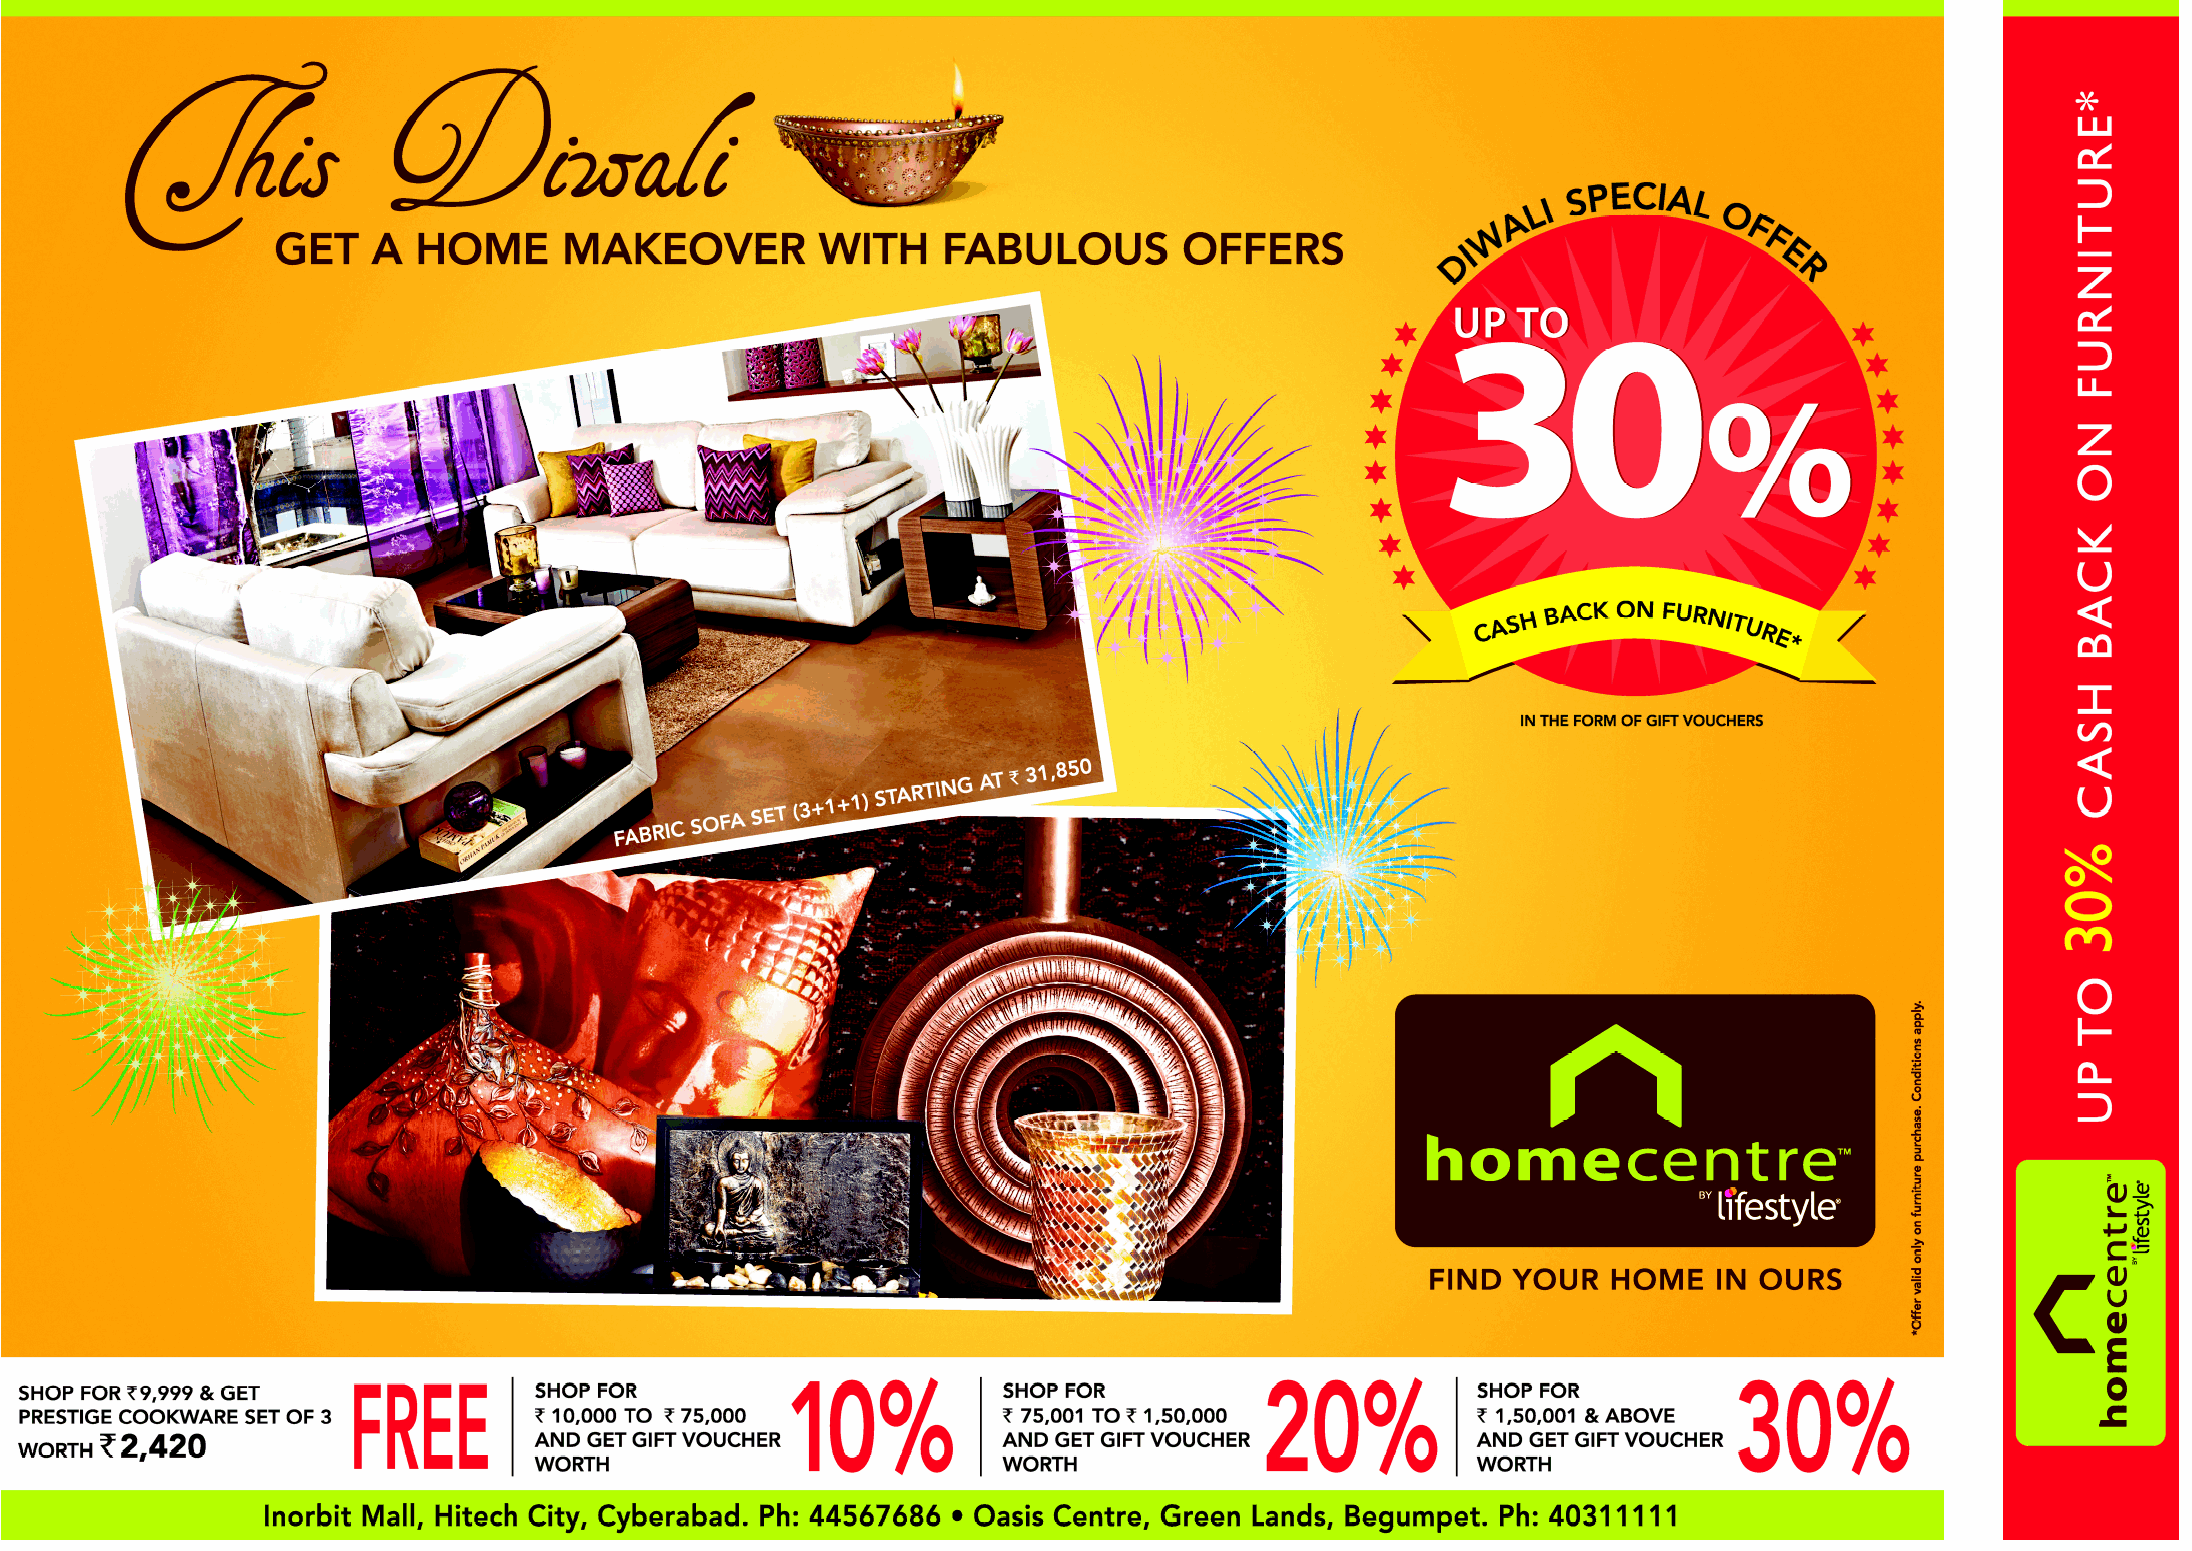 This Diwali
GET A HOME MAKEOVER WITH FABULOUS OFFERS
DIWALI SPECIAL OFFER
UP TO
30%
CASH BACK ON FURNITURE*
IN THE FORM OF GIFT VOUCHERS
FABRIC SOFA SET (3+1+1) STARTING AT ₹ 31,850
ORHAN PAMUK
homecentre™
BY lifestyle®
FIND YOUR HOME IN OURS
*Offer valid only on furniture purchase. Conditions apply.
SHOP FOR ₹9,999 & GET
PRESTIGE COOKWARE SET OF 3
WORTH ₹2,420
FREE
SHOP FOR
₹ 10,000 TO ₹ 75,000
AND GET GIFT VOUCHER
WORTH
10%
SHOP FOR
₹ 75,001 TO ₹ 1,50,000
AND GET GIFT VOUCHER
WORTH
20%
SHOP FOR
₹ 1,50,001 & ABOVE
AND GET GIFT VOUCHER
WORTH
30%
Inorbit Mall, Hitech City, Cyberabad. Ph: 44567686 • Oasis Centre, Green Lands, Begumpet. Ph: 40311111
UP TO 30% CASH BACK ON FURNITURE*
homecentre™
BY lifestyle®